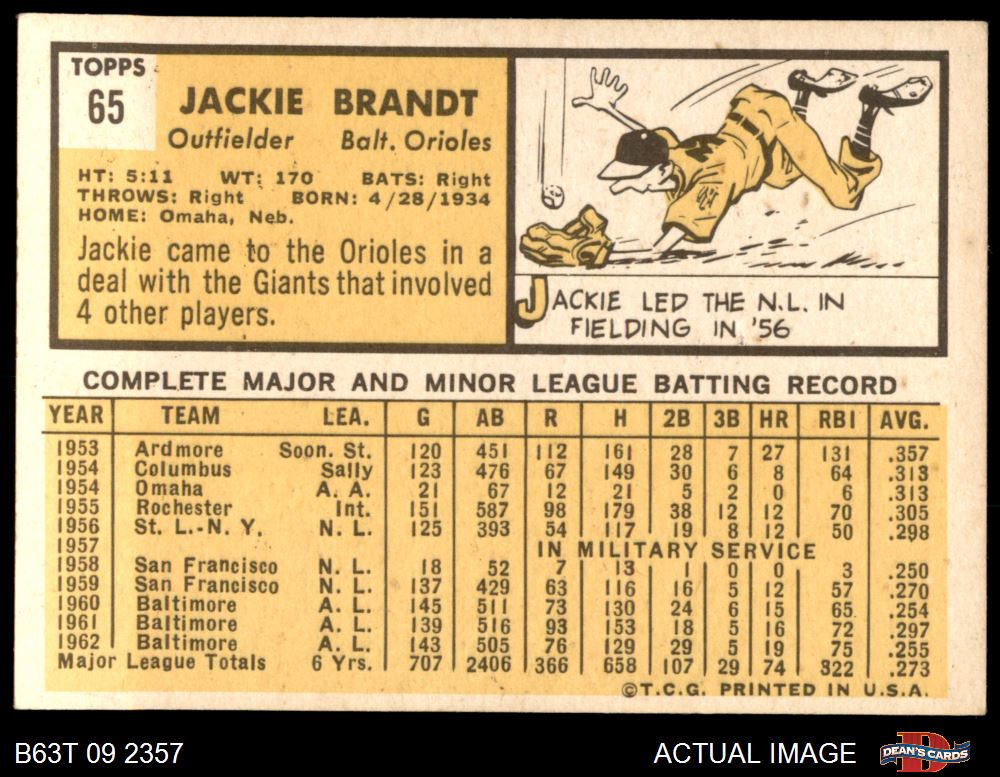 TOPPS
65
JACKIE BRANDT
Outfielder Balt. Orioles
HT: 5:11 WT: 170 BATS: Right
THROWS: Right BORN: 4/28/1934
HOME: Omaha, Neb.
Jackie came to the Orioles in a
deal with the Giants that involved
4 other players.
JACKIE LED THE N.L. IN
FIELDING IN '56
COMPLETE MAJOR AND MINOR LEAGUE BATTING RECORD
YEAR TEAM LEA. G AB R H 2B 3B HR RBI AVG.
1953 Ardmore Soon. St. 120 451 112 161 28 7 27 131 .357
1954 Columbus Sally 123 476 67 149 30 6 8 64 .313
1954 Omaha A. A. 21 67 12 21 5 2 0 6 .313
1955 Rochester Int. 151 587 98 179 38 12 12 70 .305
1956 St. L.-N. Y. N. L. 125 393 54 117 19 8 12 50 .298
1957 IN MILITARY SERVICE
1958 San Francisco N. L. 18 52 7 13 1 0 0 3 .250
1959 San Francisco N. L. 137 429 63 116 16 5 12 57 .270
1960 Baltimore A. L. 145 511 73 130 24 6 15 65 .254
1961 Baltimore A. L. 139 516 93 153 18 5 16 72 .297
1962 Baltimore A. L. 143 505 76 129 29 5 19 75 .255
Major League Totals 6 Yrs. 707 2406 366 658 107 29 74 322 .273
©T.C.G. PRINTED IN U.S.A.
B63T 09 2357 ACTUAL IMAGE DEAN'S CARDS